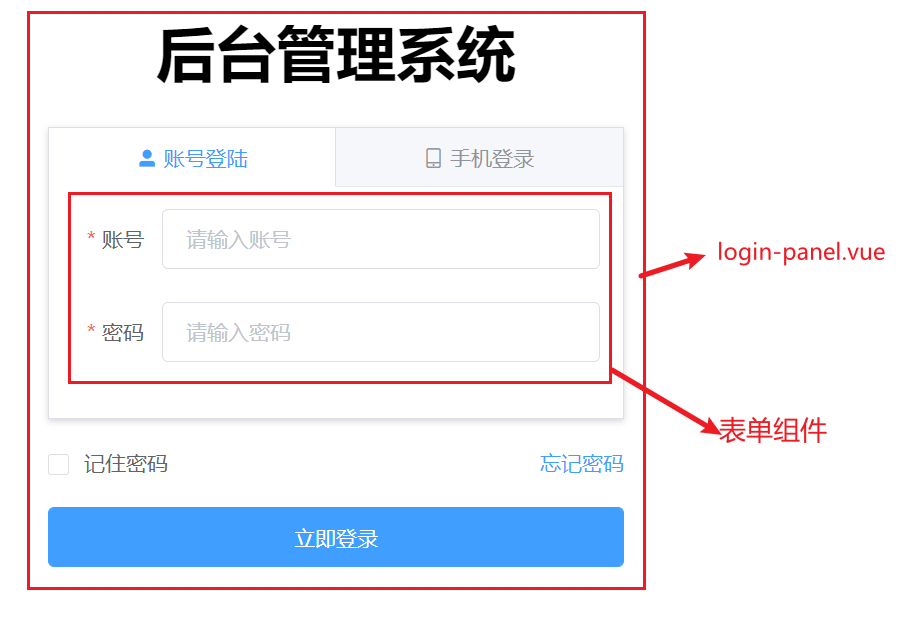 后台管理系统
账号登陆
手机登录
* 账号
请输入账号
login-panel.vue
* 密码
请输入密码
表单组件
记住密码
忘记密码
立即登录